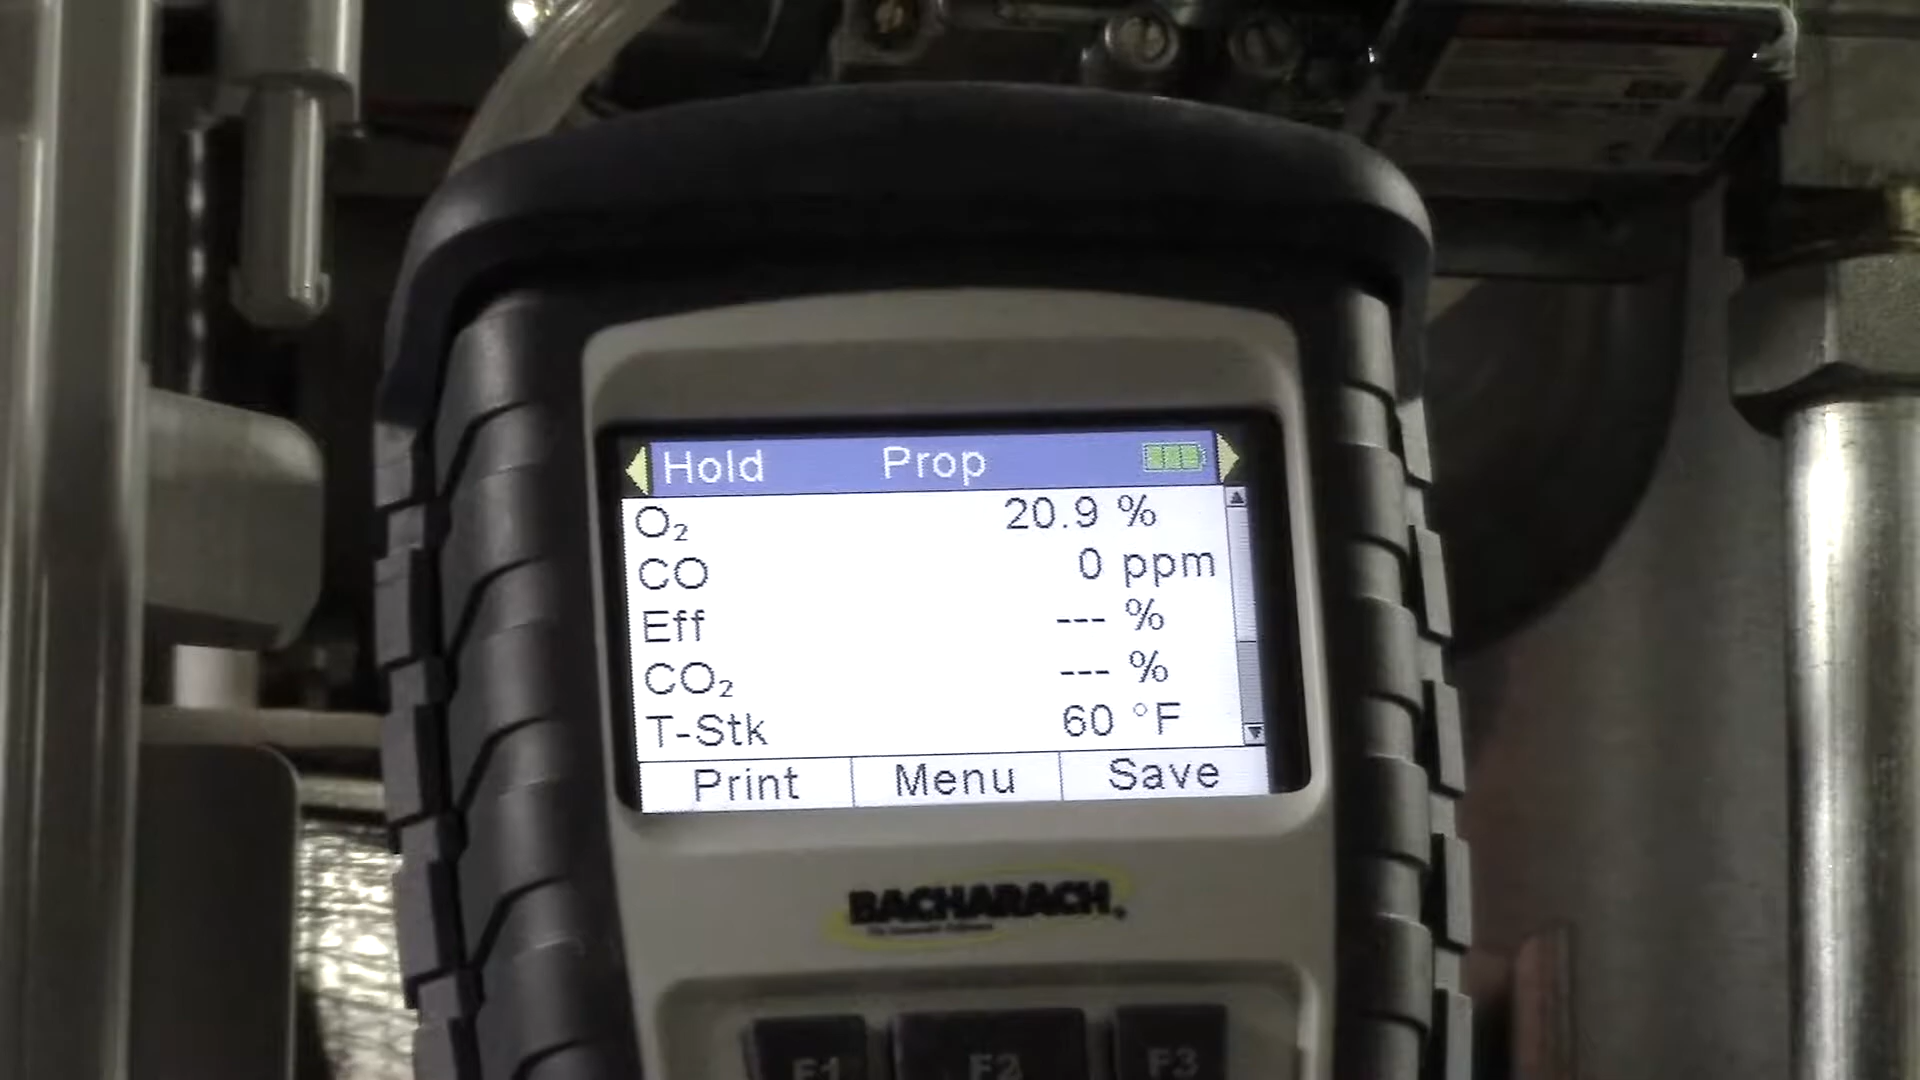 Hold Prop
O₂ 20.9 %
CO 0 ppm
Eff --- %
CO₂ --- %
T-Stk 60 °F
Print Menu Save
BACHARACH
F1 F2 F3